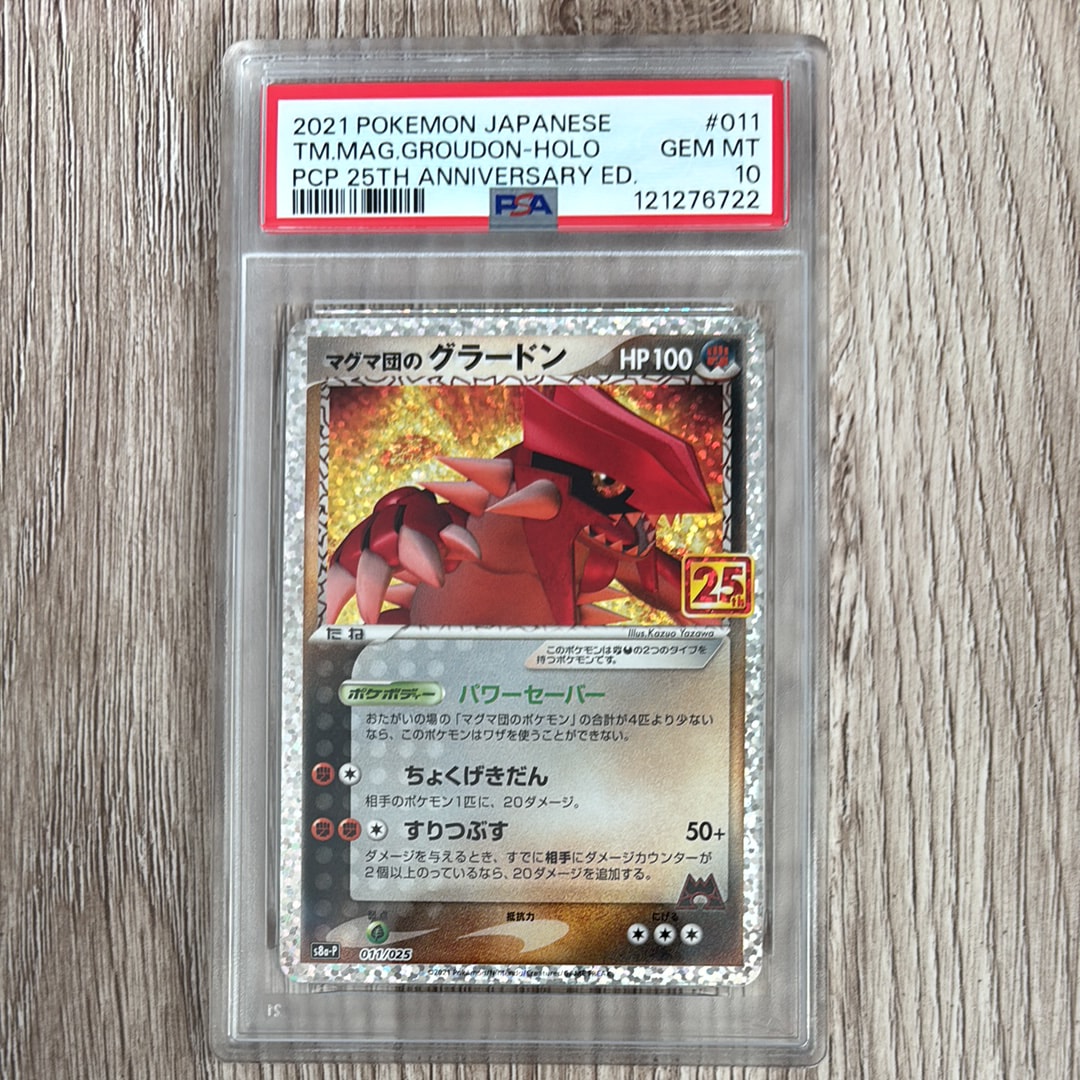 2021 POKEMON JAPANESE #011
TM.MAG.GROUDON-HOLO GEM MT
PCP 25TH ANNIVERSARY ED. 10
PSA 121276722
マグマ団の グラードン HP100
25th
たね Illus.Kazuo Yazawa
このポケモンは の2つのタイプを
持つポケモンです。
ポケボディー パワーセーバー
おたがいの場の「マグマ団のポケモン」の合計が4匹より少ない
なら、このポケモンはワザを使うことができない。
ちょくげきだん
相手のポケモン1匹に、20ダメージ。
すりつぶす 50+
ダメージを与えるとき、すでに相手にダメージカウンターが
2個以上のっているなら、20ダメージを追加する。
弱点 抵抗力 にげる
s8a-P 011/025
©2021 Pokémon